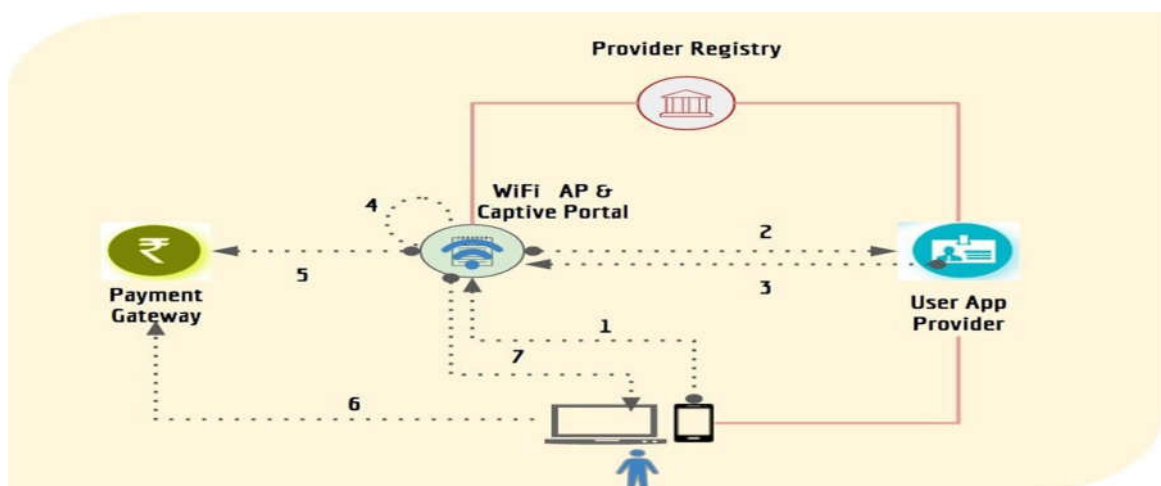 Provider Registry
WiFi AP &
Captive Portal
4
2
₹
5
3
Payment
Gateway
User App
Provider
1
7
6